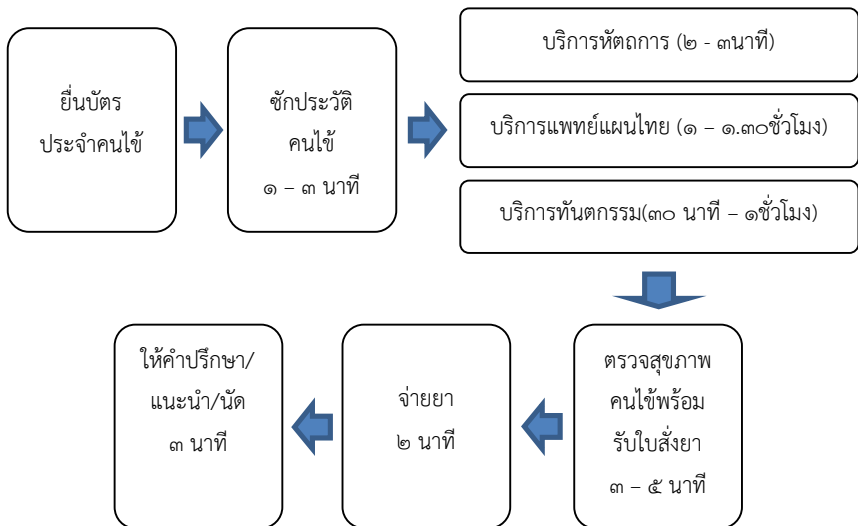 ยื่นบัตร
ประจำคนไข้
ซักประวัติ
คนไข้
๑ – ๓ นาที
บริการหัตถการ (๒ - ๓นาที)
บริการแพทย์แผนไทย (๑ – ๑.๓๐ชั่วโมง)
บริการทันตกรรม(๓๐ นาที – ๑ชั่วโมง)
ตรวจสุขภาพ
คนไข้พร้อม
รับใบสั่งยา
๓ – ๕ นาที
จ่ายยา
๒ นาที
ให้คำปรึกษา/
แนะนำ/นัด
๓ นาที